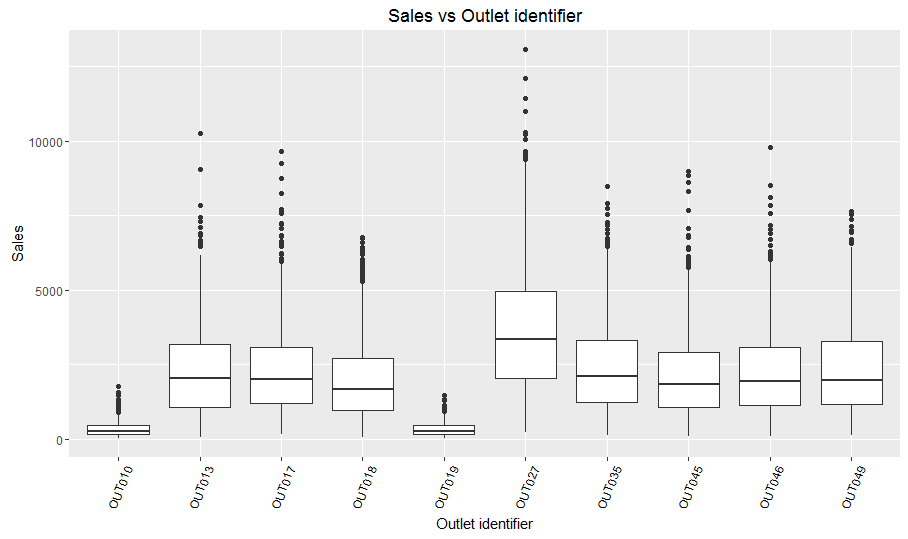 Sales vs Outlet identifier
Sales
10000
5000
0
OUT010
OUT013
OUT017
OUT018
OUT019
OUT027
OUT035
OUT045
OUT046
OUT049
Outlet identifier